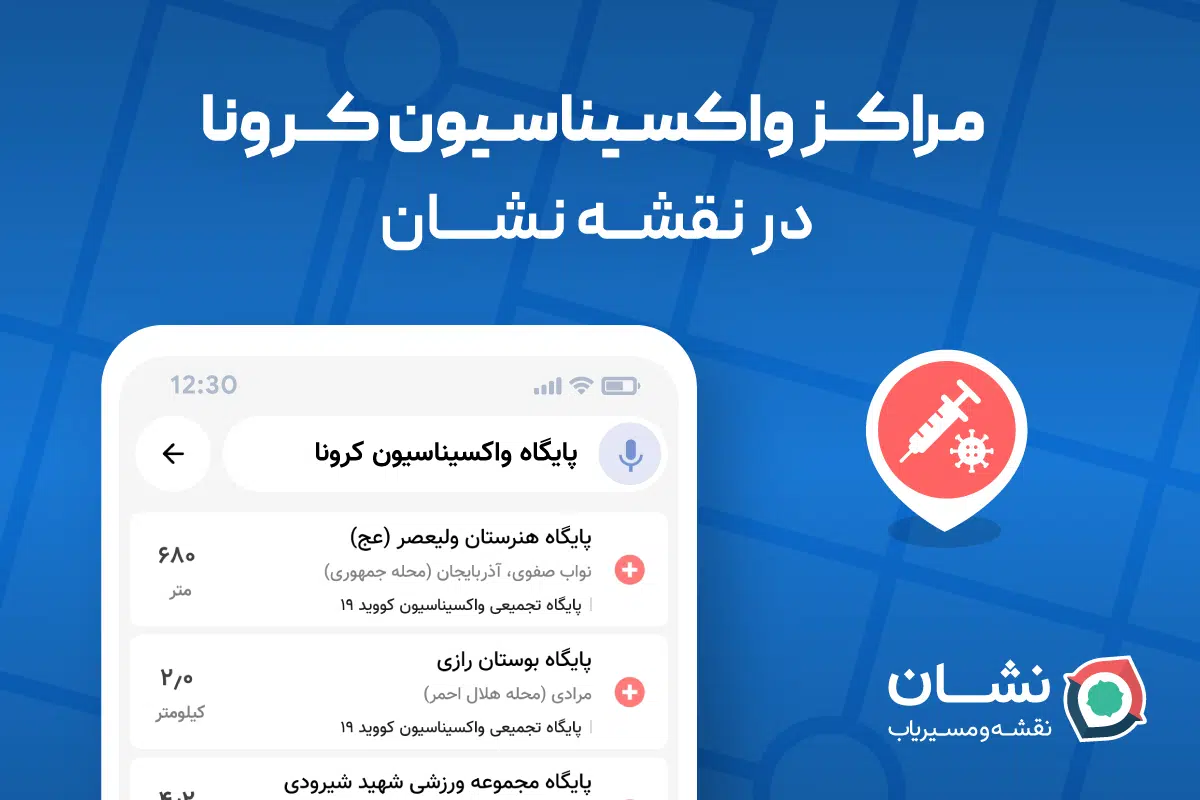 مراکز واکسیناسیون کرونا
در نقشه نشان
12:30
پایگاه واکسیناسیون کرونا
پایگاه هنرستان ولیعصر (عج)
نواب صفوی، آذربایجان (محله جمهوری)
پایگاه تجمیعی واکسیناسیون کووید ۱۹
۶۸۰
متر
پایگاه بوستان رازی
مرادی (محله هلال احمر)
پایگاه تجمیعی واکسیناسیون کووید ۱۹
۲٫۰
کیلومتر
پایگاه مجموعه ورزشی شهید شیرودی
نشان
نقشه و مسیریاب